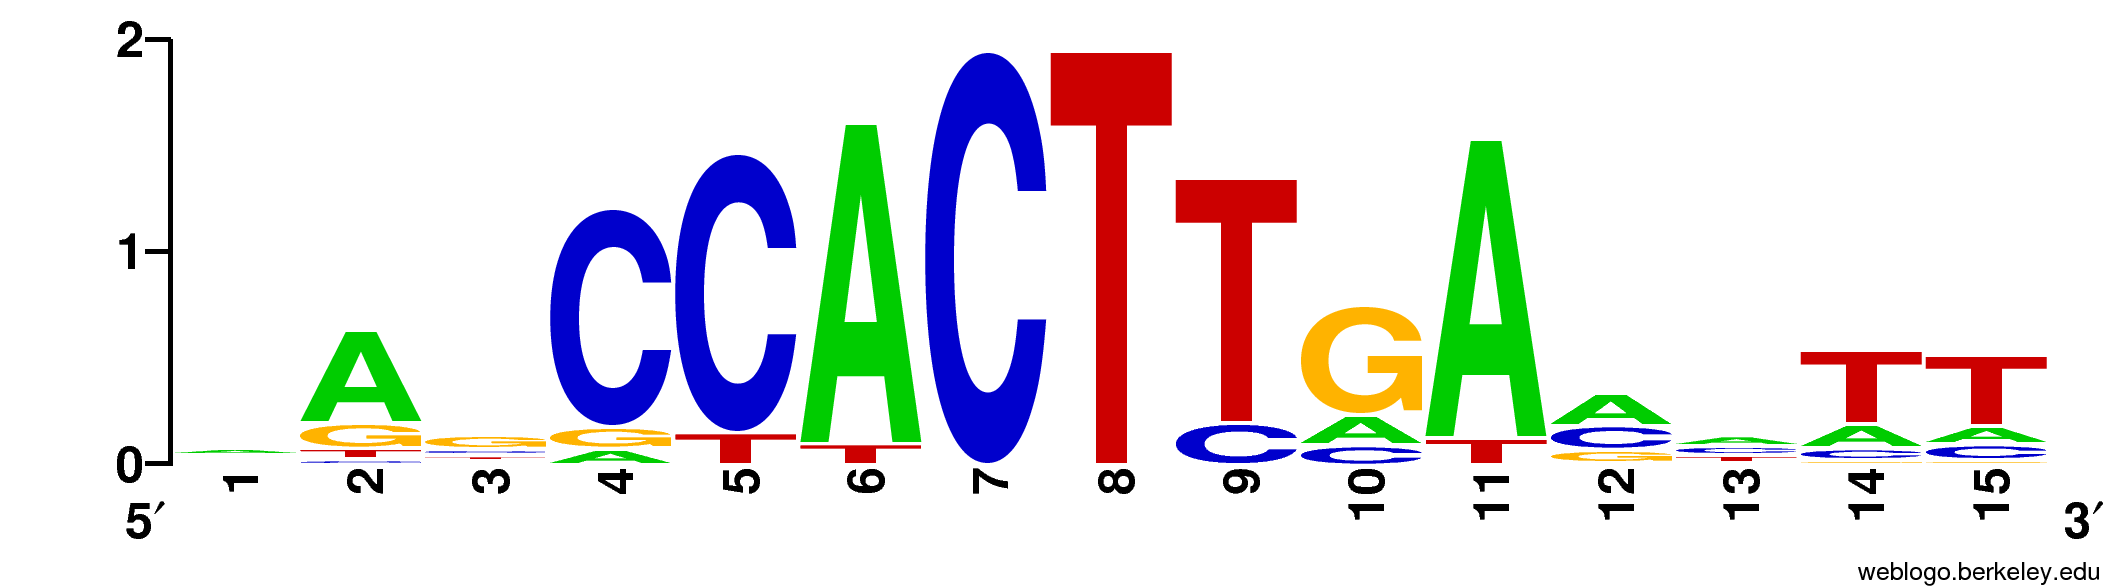 2
1
0
A G T C
G C T
C G A
C T
A T
C
T
T C
G A C
A T
A C G
A C T
T A C
T A C
1 2 3 4 5 6 7 8 9 10 11 12 13 14 15
5′ 3′
weblogo.berkeley.edu